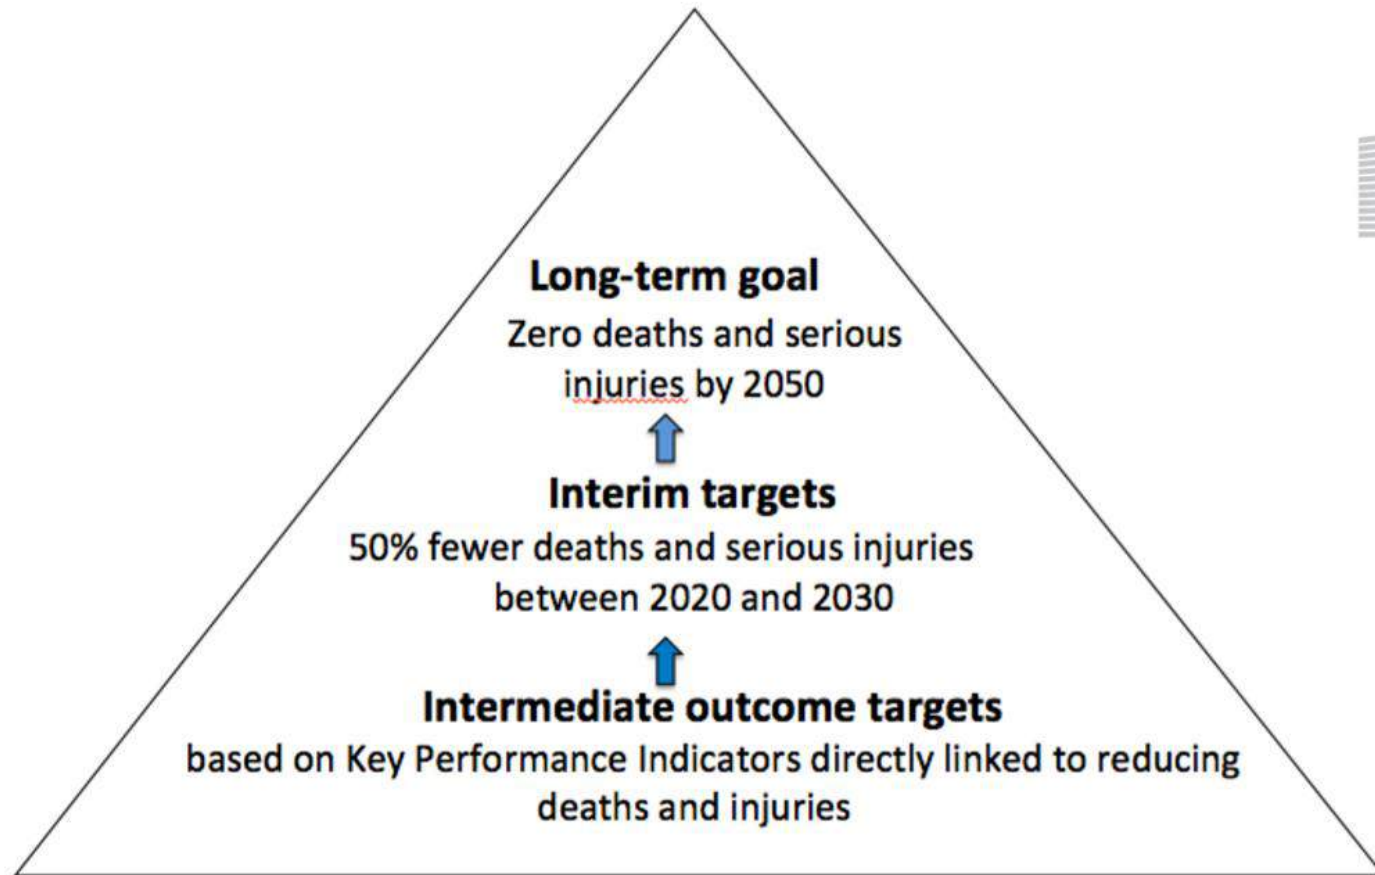 Long-term goal
Zero deaths and serious
injuries by 2050
Interim targets
50% fewer deaths and serious injuries
between 2020 and 2030
Intermediate outcome targets
based on Key Performance Indicators directly linked to reducing
deaths and injuries